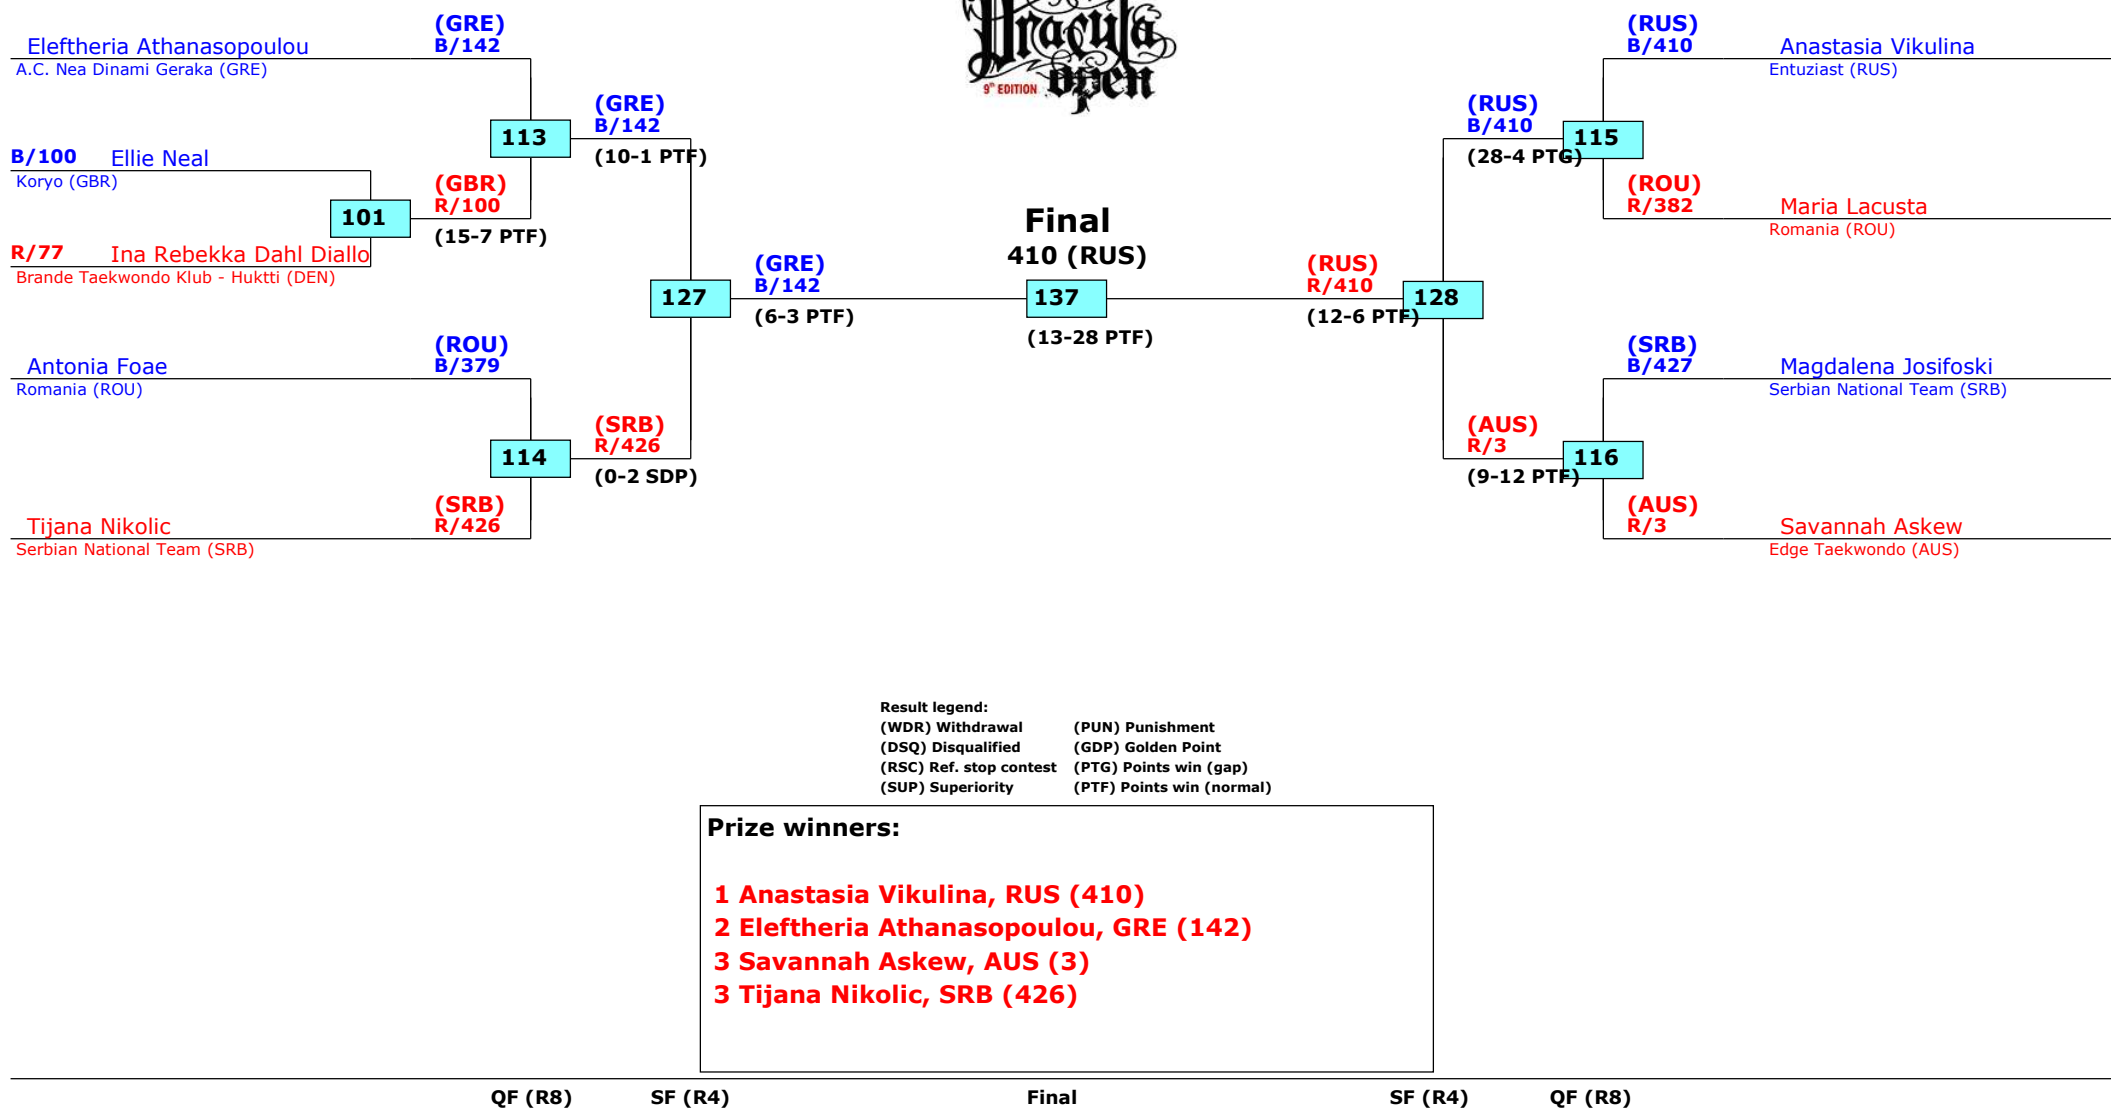 Dracula
open
9th EDITION
(GRE)
B/142
Eleftheria Athanasopoulou
A.C. Nea Dinami Geraka (GRE)
(GRE)
B/142
113
(10-1 PTF)
B/100 Ellie Neal
Koryo (GBR)
(GBR)
R/100
101
(15-7 PTF)
R/77 Ina Rebekka Dahl Diallo
Brande Taekwondo Klub - Huktti (DEN)
(GRE)
B/142
127
(6-3 PTF)
(ROU)
B/379
Antonia Foae
Romania (ROU)
(SRB)
R/426
114
(0-2 SDP)
(SRB)
R/426
Tijana Nikolic
Serbian National Team (SRB)
Final
410 (RUS)
137
(13-28 PTF)
(RUS)
B/410
Anastasia Vikulina
Entuziast (RUS)
(RUS)
B/410
115
(28-4 PTG)
(ROU)
R/382
Maria Lacusta
Romania (ROU)
(RUS)
R/410
128
(12-6 PTF)
(SRB)
B/427
Magdalena Josifoski
Serbian National Team (SRB)
(AUS)
R/3
116
(9-12 PTF)
(AUS)
R/3
Savannah Askew
Edge Taekwondo (AUS)
Result legend:
(WDR) Withdrawal (PUN) Punishment
(DSQ) Disqualified (GDP) Golden Point
(RSC) Ref. stop contest (PTG) Points win (gap)
(SUP) Superiority (PTF) Points win (normal)
Prize winners:
1 Anastasia Vikulina, RUS (410)
2 Eleftheria Athanasopoulou, GRE (142)
3 Savannah Askew, AUS (3)
3 Tijana Nikolic, SRB (426)
QF (R8) SF (R4) Final SF (R4) QF (R8)